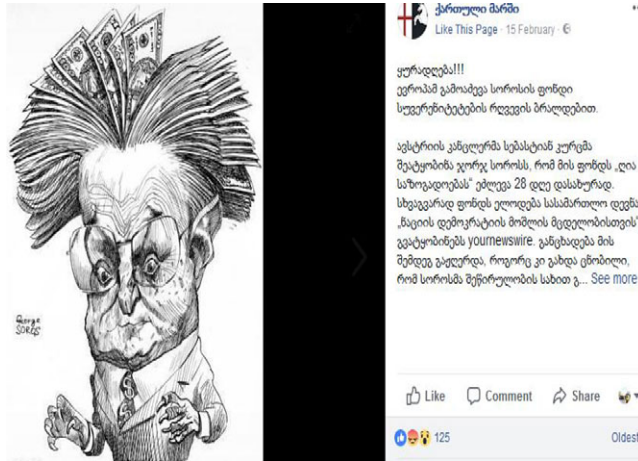 ქართული მარში
Like This Page · 15 February ·
ყურადღება!!!
ევროპამ გამოაძევა სოროსის ფონდი
სუვერენიტეტების რღვევის ბრალდებით.
ავსტრიის კანცლერმა სებასტიან კურცმა
შეატყობინა ჯორჯ სოროსს, რომ მის ფონდს „ღია
საზოგადოებას“ ეძლევა 28 დღე დასახურად.
სხვაგვარად ფონდს ელოდება სასამართლო დევნა
„ნაციის დემოკრატიის მოშლის მცდელობისთვის“
გვატყობინებს yournewswire. განცხადება მის
შემდეგ გაჟღერდა, როგორც კი გახდა ცნობილი,
რომ სოროსმა შეწირულობის სახით გ... See more
George
SOROS
Like Comment Share
125
Oldest